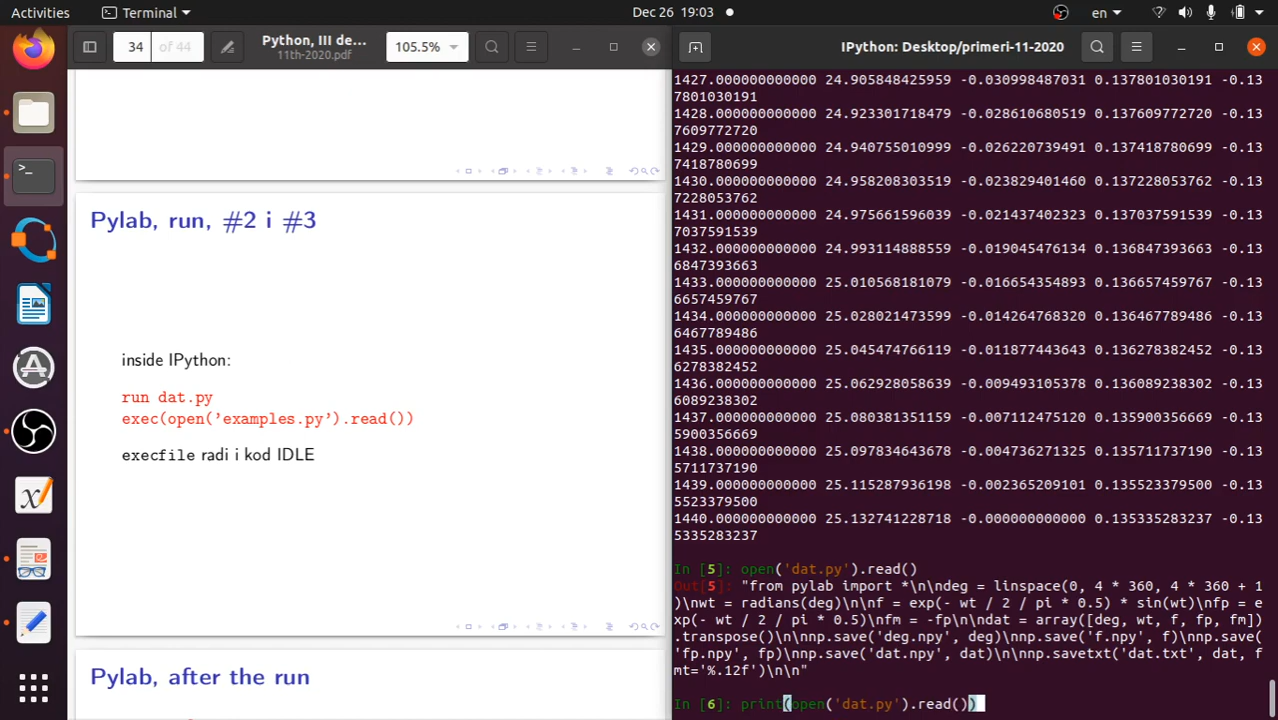 Activities
Terminal
Dec 26 19:03
en
34 of 44
Python, III de...
11th-2020.pdf
105.5%
Pylab, run, #2 i #3
inside IPython:
run dat.py
exec(open('examples.py').read())
execfile radi i kod IDLE
Pylab, after the run
IPython: Desktop/primeri-11-2020
1427.000000000000 24.905848425959 -0.030998487031 0.137801030191 -0.13
7801030191
1428.000000000000 24.923301718479 -0.028610680519 0.137609772720 -0.13
7609772720
1429.000000000000 24.940755010999 -0.026220739491 0.137418780699 -0.13
7418780699
1430.000000000000 24.958208303519 -0.023829401460 0.137228053762 -0.13
7228053762
1431.000000000000 24.975661596039 -0.021437402323 0.137037591539 -0.13
7037591539
1432.000000000000 24.993114888559 -0.019045476134 0.136847393663 -0.13
6847393663
1433.000000000000 25.010568181079 -0.016654354893 0.136657459767 -0.13
6657459767
1434.000000000000 25.028021473599 -0.014264768320 0.136467789486 -0.13
6467789486
1435.000000000000 25.045474766119 -0.011877443643 0.136278382452 -0.13
6278382452
1436.000000000000 25.062928058639 -0.009493105378 0.136089238302 -0.13
6089238302
1437.000000000000 25.080381351159 -0.007112475120 0.135900356669 -0.13
5900356669
1438.000000000000 25.097834643678 -0.004736271325 0.135711737190 -0.13
5711737190
1439.000000000000 25.115287936198 -0.002365209101 0.135523379500 -0.13
5523379500
1440.000000000000 25.132741228718 -0.000000000000 0.135335283237 -0.13
5335283237
In [5]: open('dat.py').read()
Out[5]: "from pylab import *\n\ndeg = linspace(0, 4 * 360, 4 * 360 + 1
)\nwt = radians(deg)\n\nf = exp(- wt / 2 / pi * 0.5) * sin(wt)\nfp = e
xp(- wt / 2 / pi * 0.5)\nfm = -fp\n\ndat = array([deg, wt, f, fp, fm])
.transpose()\n\nnp.save('deg.npy', deg)\nnp.save('f.npy', f)\nnp.save(
'fp.npy', fp)\nnp.save('dat.npy', dat)\n\nnp.savetxt('dat.txt', dat, f
mt='%.12f')\n\n"
In [6]: print(open('dat.py').read())